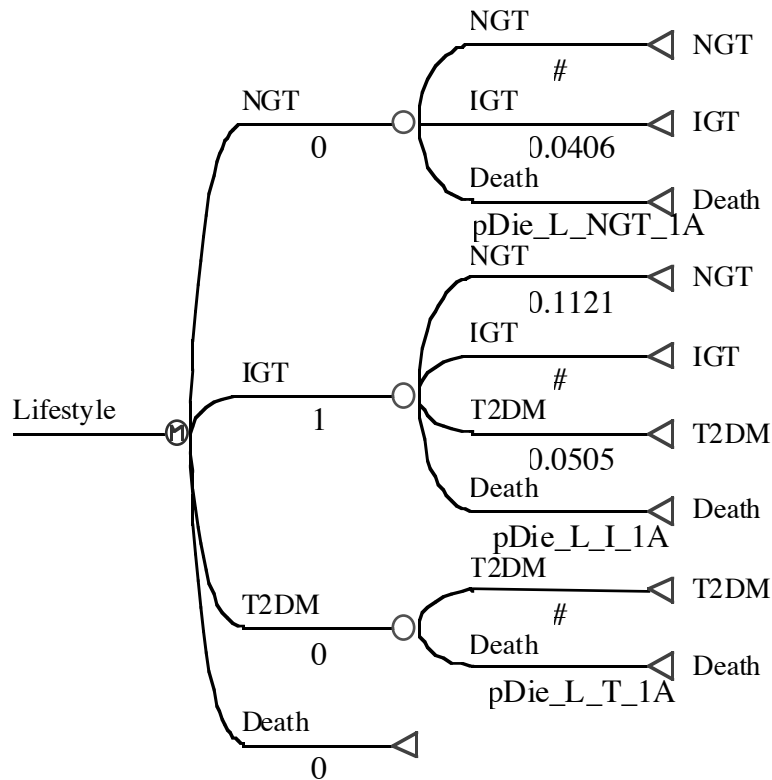 NGT
NGT
#
NGT
0
IGT
IGT
0.0406
Death
Death
pDie_L_NGT_1A
NGT
NGT
0.1121
IGT
IGT
#
IGT
1
Lifestyle
M
T2DM
T2DM
0.0505
Death
Death
pDie_L_I_1A
T2DM
T2DM
#
T2DM
0
Death
Death
pDie_L_T_1A
Death
0